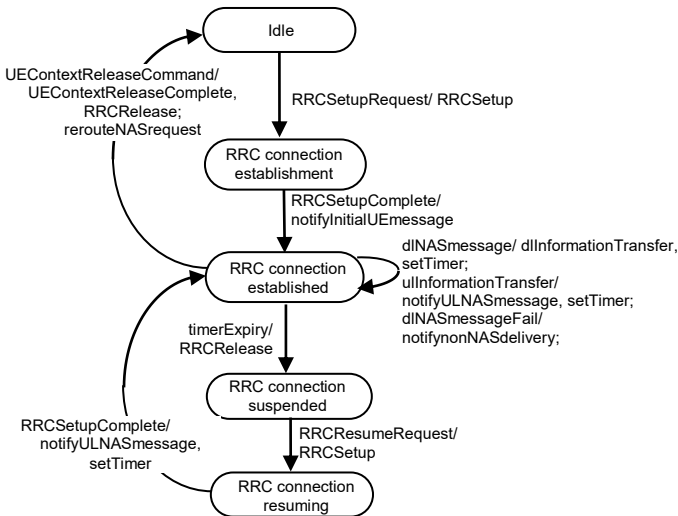 Idle
UEContextReleaseCommand/
UEContextReleaseComplete,
RRCRelease;
rerouteNASrequest
RRCSetupRequest/ RRCSetup
RRC connection
establishment
RRCSetupComplete/
notifyInitialUEmessage
RRC connection
established
dlNASmessage/ dlInformationTransfer,
setTimer;
ulInformationTransfer/
notifyULNASmessage, setTimer;
dlNASmessageFail/
notifynonNASdelivery;
timerExpiry/
RRCRelease
RRC connection
suspended
RRCSetupComplete/
notifyULNASmessage,
setTimer
RRCResumeRequest/
RRCSetup
RRC connection
resuming